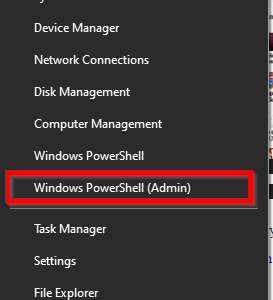 Device Manager
Network Connections
Disk Management
Computer Management
Windows PowerShell
Windows PowerShell (Admin)
Task Manager
Settings
File Explorer